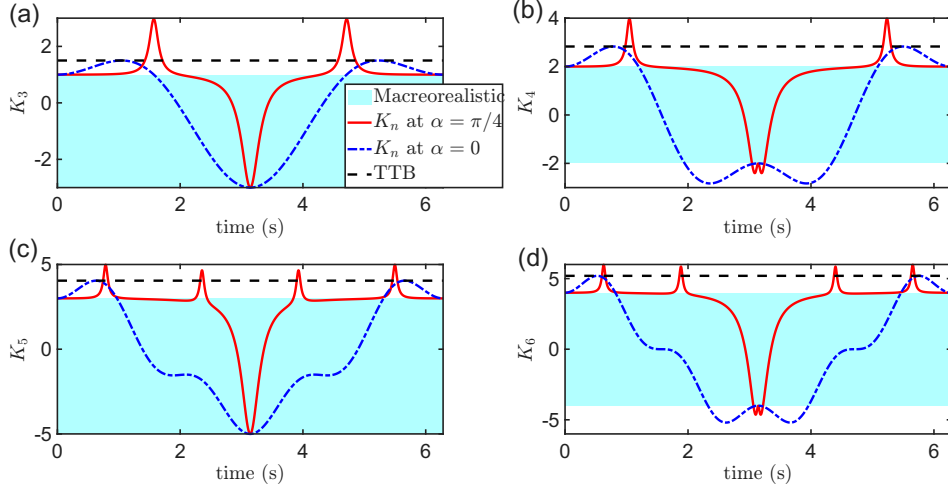 (a)
2
0
-2
K₃
0
2
4
6
time (s)
Macreorealistic
Kₙ at α = π/4
Kₙ at α = 0
TTB
(b)
4
2
0
-2
K₄
0
2
4
6
time (s)
(c)
5
0
-5
K₅
0
2
4
6
time (s)
(d)
5
0
-5
K₆
0
2
4
6
time (s)